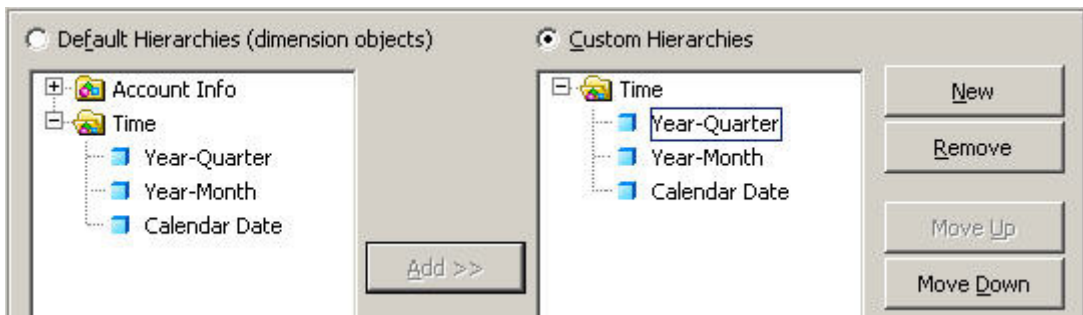 Default Hierarchies (dimension objects)
Account Info
Time
Year-Quarter
Year-Month
Calendar Date
Add >>
Custom Hierarchies
Time
Year-Quarter
Year-Month
Calendar Date
New
Remove
Move Up
Move Down